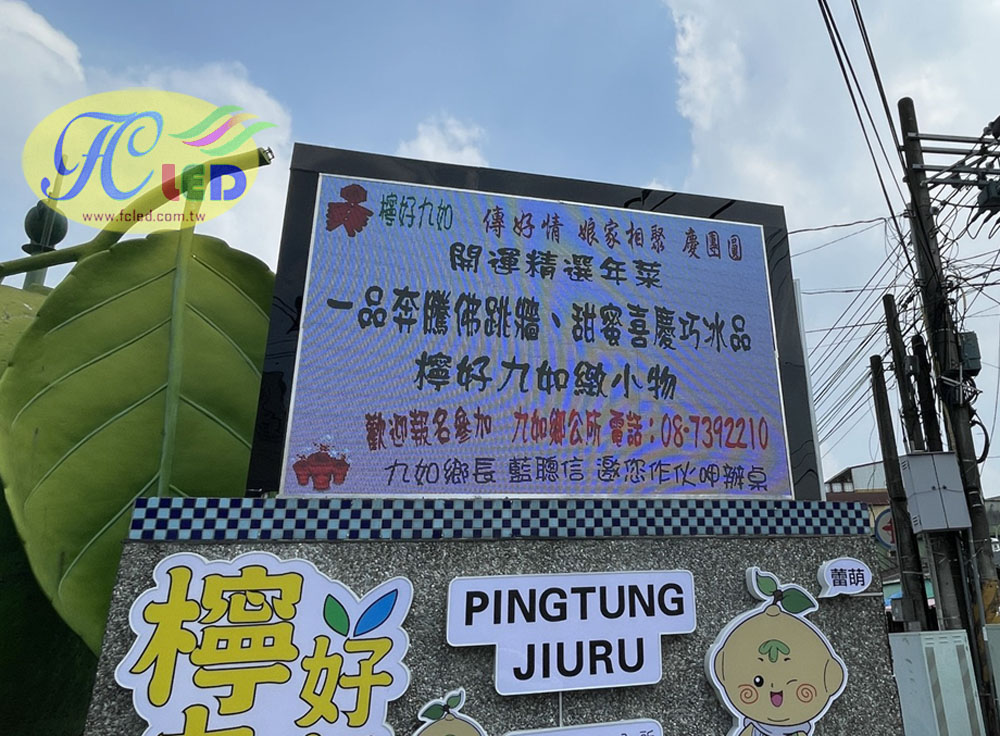 FC LED
www.fcled.com.tw
檸好九如 傳好情 娘家相聚 慶團圓
開運精選年菜
一品奔騰佛跳牆、甜蜜喜慶巧冰品
檸好九如緻小物
歡迎報名參加 九如鄉公所 電話：08-7392210
九如鄉長 藍聰信 邀您作伙呷辦桌
檸好
PINGTUNG
JIURU
蕾萌